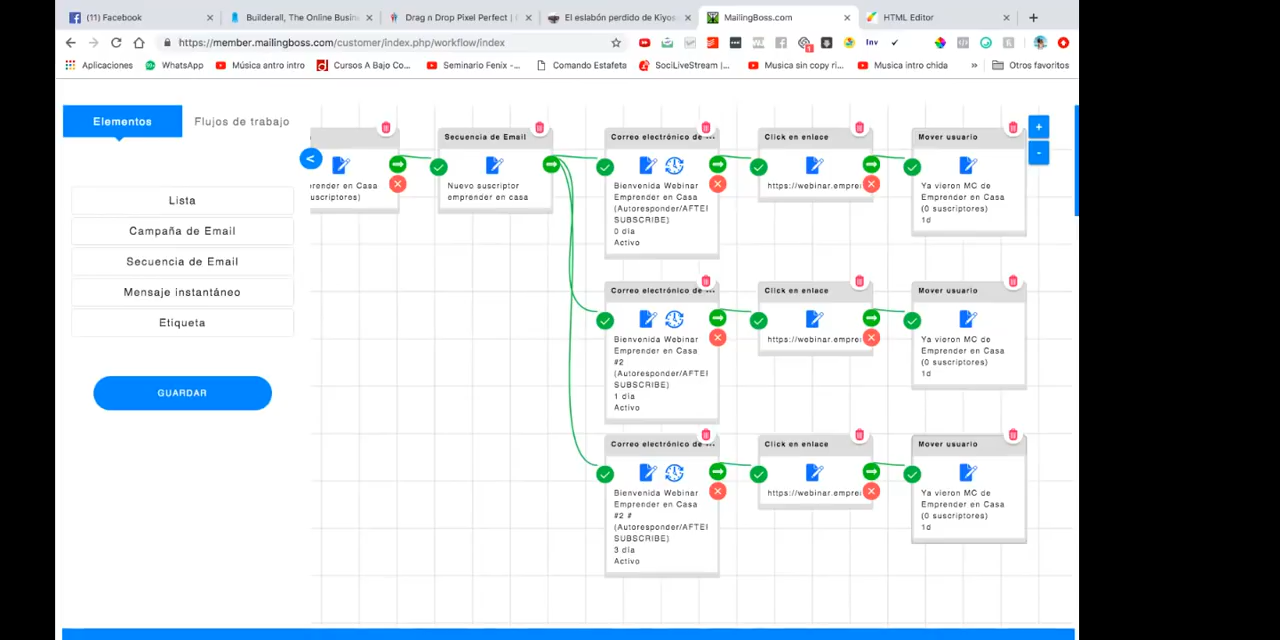 (11) Facebook
Builderall, The Online Busin
Drag n Drop Pixel Perfect |
El eslabón perdido de Kiyos
MailingBoss.com
HTML Editor
https://member.mailingboss.com/customer/index.php/workflow/index
Inv
Aplicaciones
WhatsApp
Música antro intro
Cursos A Bajo Co...
Seminario Fenix -...
Comando Estafeta
SociLiveStream |...
Musica sin copy ri...
Musica intro chida
»
Otros favoritos
Elementos
Flujos de trabajo
Lista
Campaña de Email
Secuencia de Email
Mensaje instantáneo
Etiqueta
GUARDAR
<
+
-
render en Casa
uscriptores)
Secuencia de Email
Nuevo suscriptor
emprender en casa
Correo electrónico de ...
Bienvenida Webinar
Emprender en Casa
(Autoresponder/AFTEI
SUBSCRIBE)
0 día
Activo
Click en enlace
https://webinar.empre
Mover usuario
Ya vieron MC de
Emprender en Casa
(0 suscriptores)
1d
Correo electrónico de ...
Bienvenida Webinar
Emprender en Casa
#2
(Autoresponder/AFTEI
SUBSCRIBE)
1 día
Activo
Click en enlace
https://webinar.empre
Mover usuario
Ya vieron MC de
Emprender en Casa
(0 suscriptores)
1d
Correo electrónico de ...
Bienvenida Webinar
Emprender en Casa
#2 #
(Autoresponder/AFTEI
SUBSCRIBE)
3 día
Activo
Click en enlace
https://webinar.empre
Mover usuario
Ya vieron MC de
Emprender en Casa
(0 suscriptores)
1d